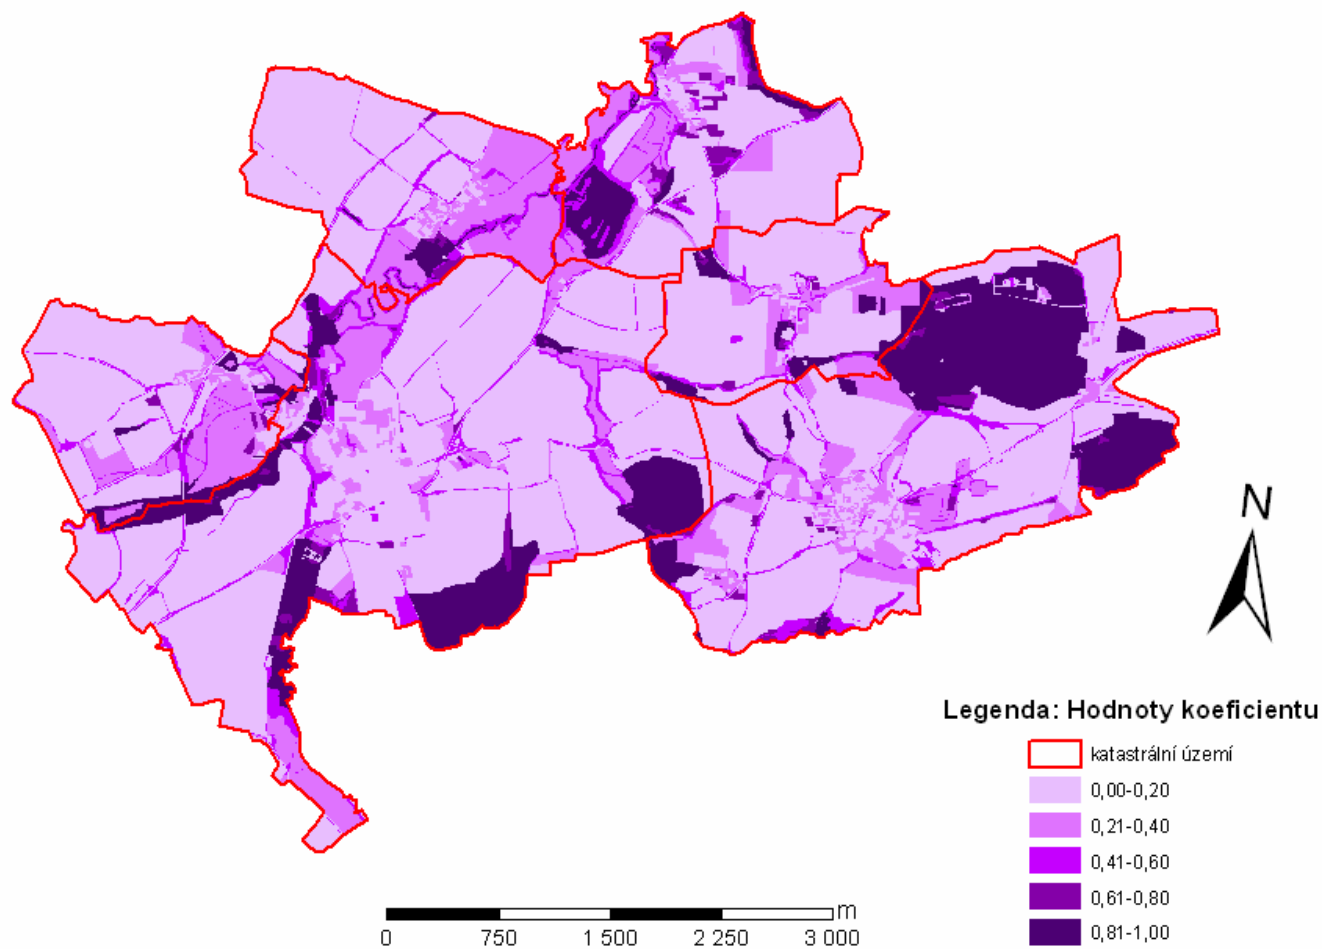 N
Legenda: Hodnoty koeficientu
katastrální území
0,00-0,20
0,21-0,40
0,41-0,60
0,61-0,80
0,81-1,00
m
0 750 1 500 2 250 3 000